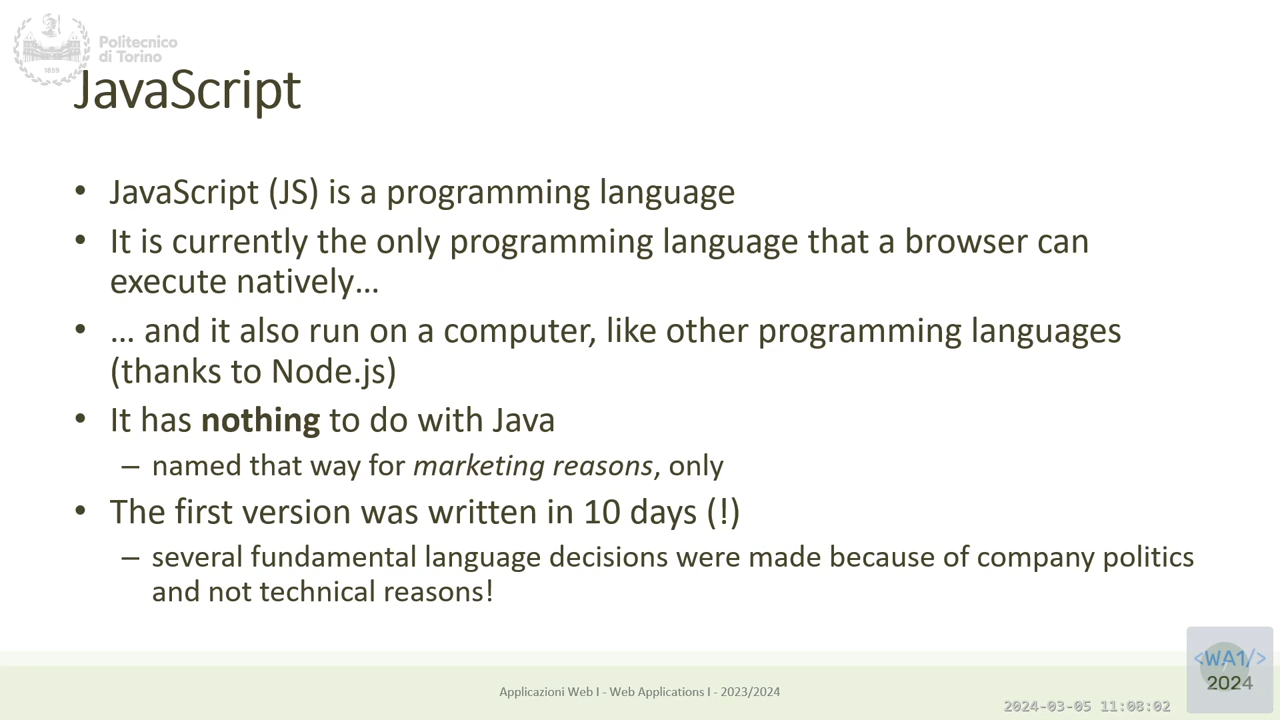 Politecnico
di Torino
1859
JavaScript
• JavaScript (JS) is a programming language
• It is currently the only programming language that a browser can
execute natively…
• … and it also run on a computer, like other programming languages
(thanks to Node.js)
• It has nothing to do with Java
– named that way for marketing reasons, only
• The first version was written in 10 days (!)
– several fundamental language decisions were made because of company politics
and not technical reasons!
Applicazioni Web I - Web Applications I - 2023/2024
<WA1/>
2024
2024-03-05 11:08:02